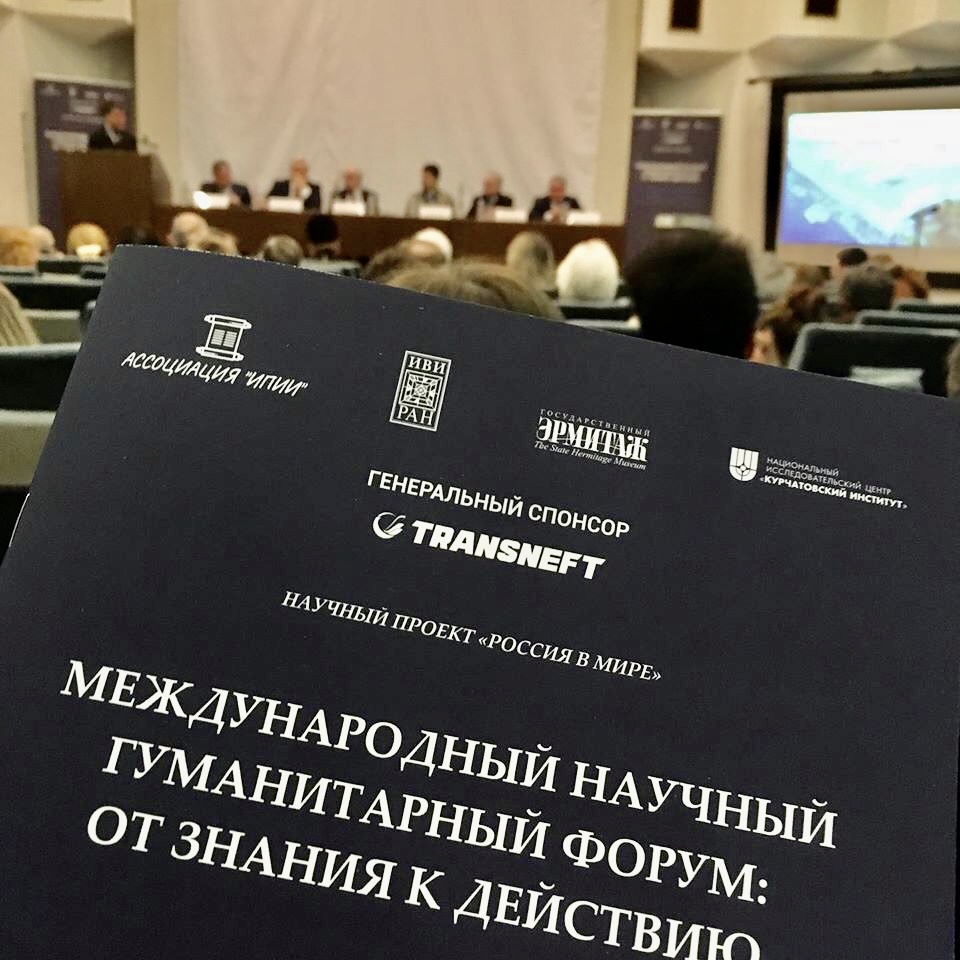 АССОЦИАЦИЯ "ИПИИ"
ИВИ
РАН
ГОСУДАРСТВЕННЫЙ
ЭРМИТАЖ
The State Hermitage Museum
НАЦИОНАЛЬНЫЙ
ИССЛЕДОВАТЕЛЬСКИЙ ЦЕНТР
«КУРЧАТОВСКИЙ ИНСТИТУТ»
ГЕНЕРАЛЬНЫЙ СПОНСОР
TRANSNEFT
НАУЧНЫЙ ПРОЕКТ «РОССИЯ В МИРЕ»
МЕЖДУНАРОДНЫЙ НАУЧНЫЙ
ГУМАНИТАРНЫЙ ФОРУМ:
ОТ ЗНАНИЯ К ДЕЙСТВИЮ